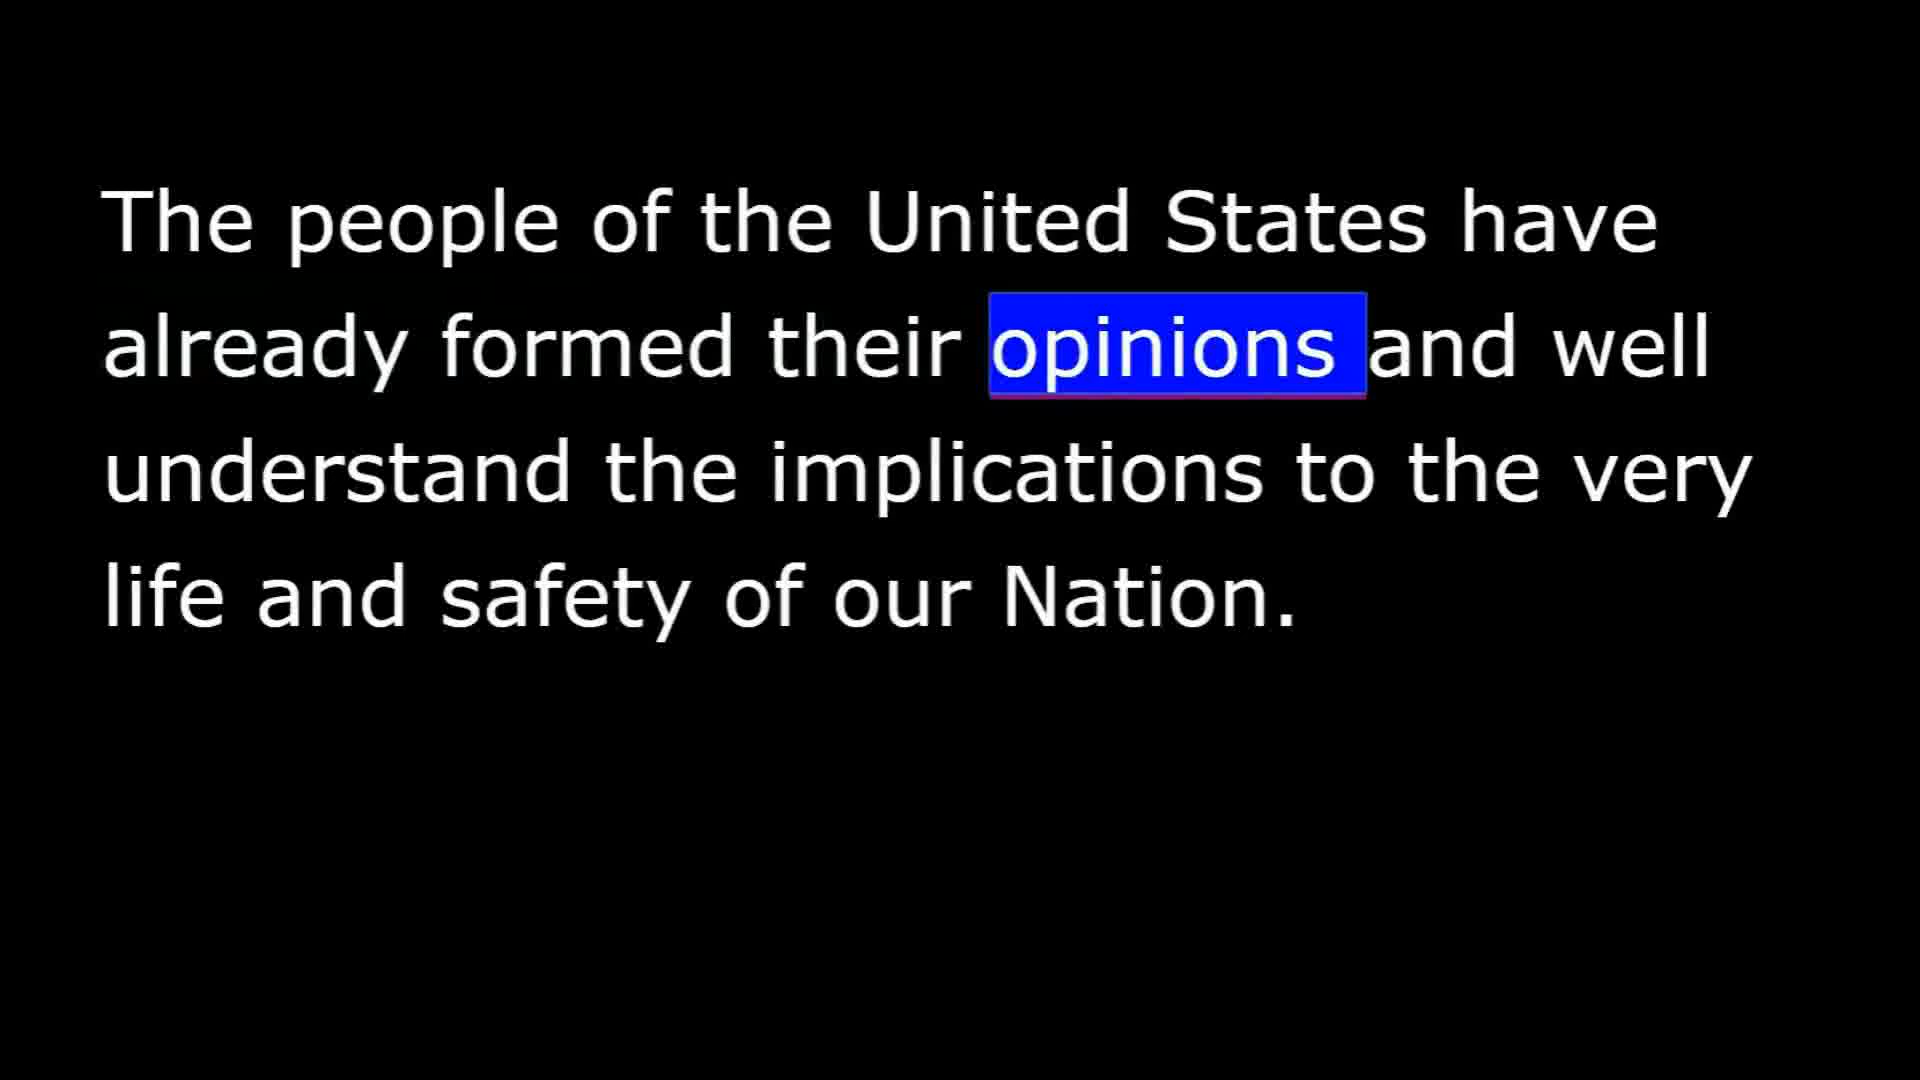 The people of the United States have
already formed their opinions and well
understand the implications to the very
life and safety of our Nation.